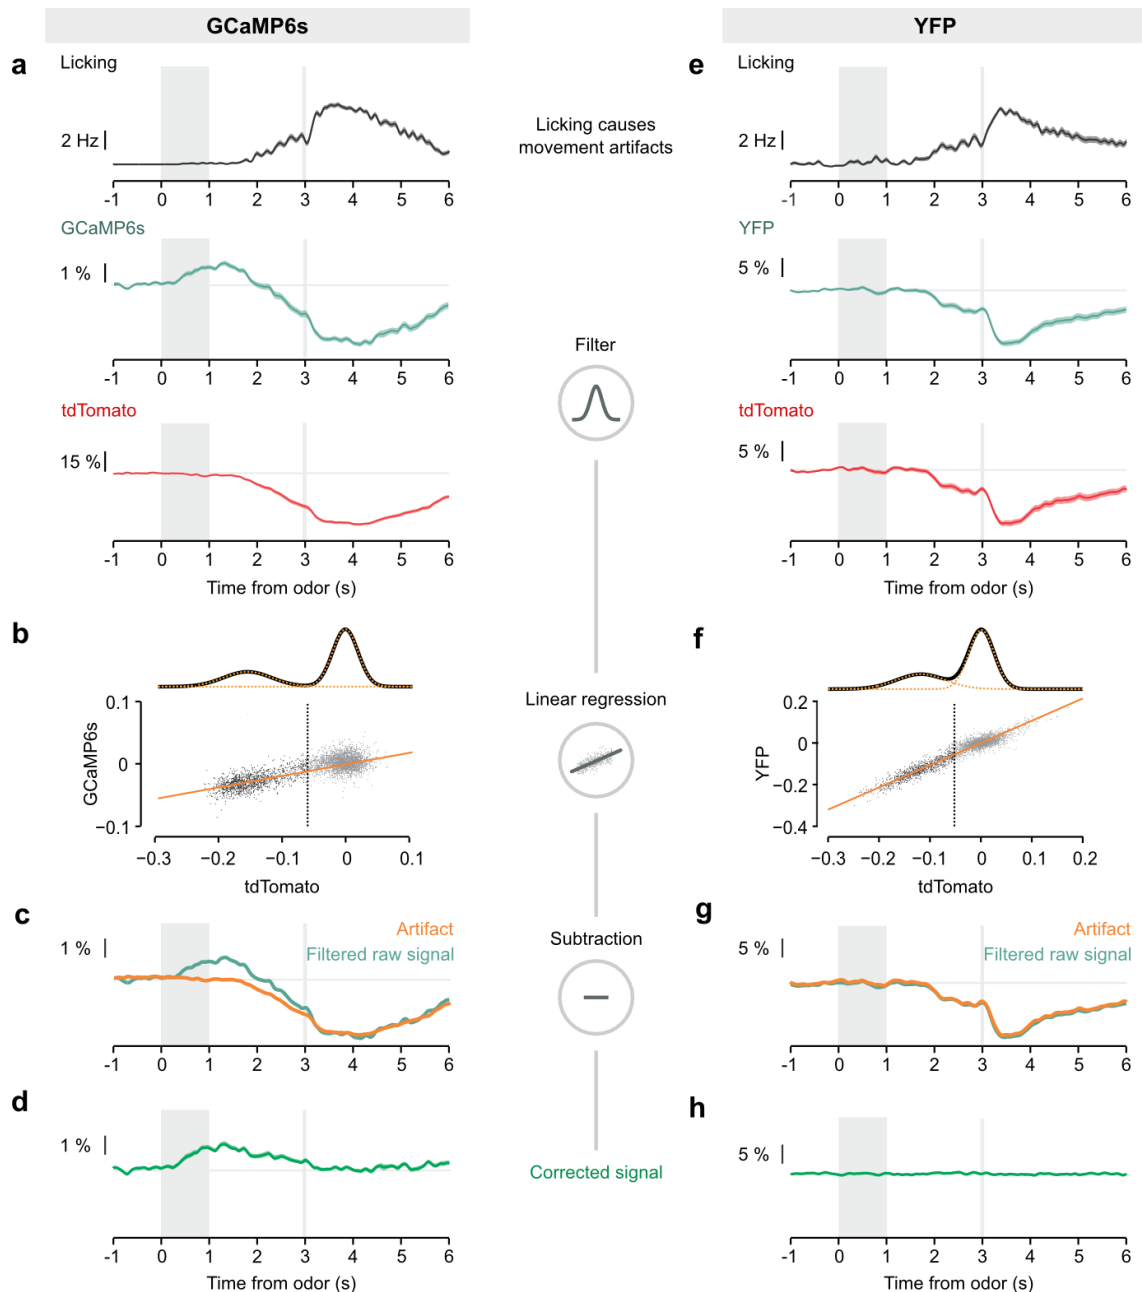 GCaMP6s
YFP
a
Licking
2 Hz
-1 0 1 2 3 4 5 6
GCaMP6s
1 %
-1 0 1 2 3 4 5 6
tdTomato
15 %
-1 0 1 2 3 4 5 6
Time from odor (s)
b
0.1
0
−0.1
GCaMP6s
−0.3 −0.2 −0.1 0 0.1
tdTomato
c
1 %
Artifact
Filtered raw signal
-1 0 1 2 3 4 5 6
d
1 %
-1 0 1 2 3 4 5 6
Time from odor (s)
Licking causes
movement artifacts
Filter
Linear regression
Subtraction
Corrected signal
e
Licking
2 Hz
-1 0 1 2 3 4 5 6
YFP
5 %
-1 0 1 2 3 4 5 6
tdTomato
5 %
-1 0 1 2 3 4 5 6
Time from odor (s)
f
0.2
0
−0.2
−0.4
YFP
−0.3 −0.2 −0.1 0 0.1 0.2
tdTomato
g
5 %
Artifact
Filtered raw signal
-1 0 1 2 3 4 5 6
h
5 %
-1 0 1 2 3 4 5 6
Time from odor (s)